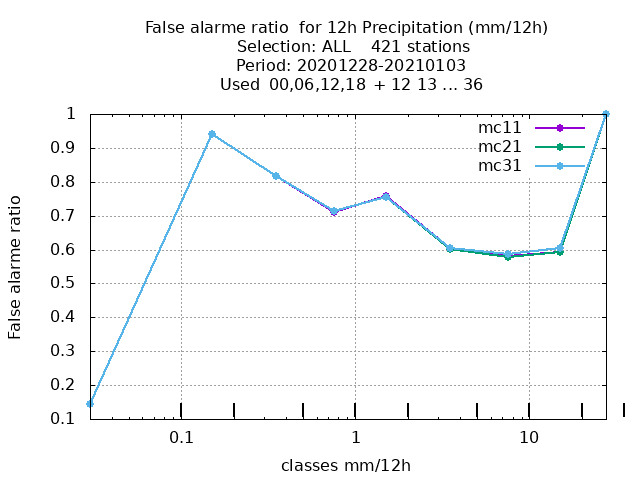 False alarme ratio  for 12h Precipitation (mm/12h)
Selection: ALL    421 stations
Period: 20201228-20210103
Used  00,06,12,18  + 12 13 ... 36
mc11
mc21
mc31
1
0.9
0.8
0.7
0.6
0.5
0.4
0.3
0.2
0.1
False alarme ratio
0.1 1 10
classes mm/12h